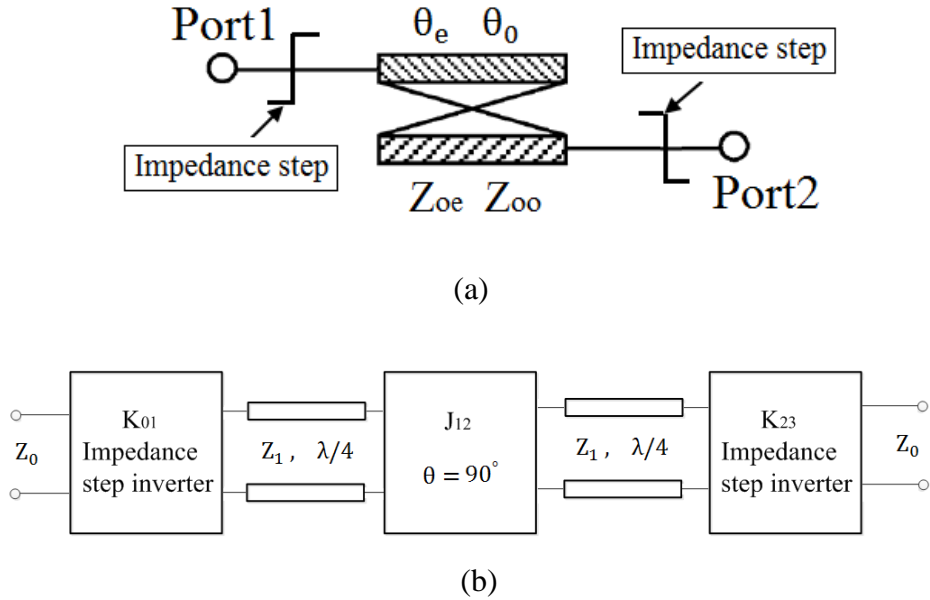 Port1
θe θ0
Impedance step
Impedance step
Zoe Zoo
Port2
(a)
K01
Impedance
step inverter
Z0
Z1 , λ/4
J12
θ = 90°
Z1 , λ/4
K23
Impedance
step inverter
Z0
(b)